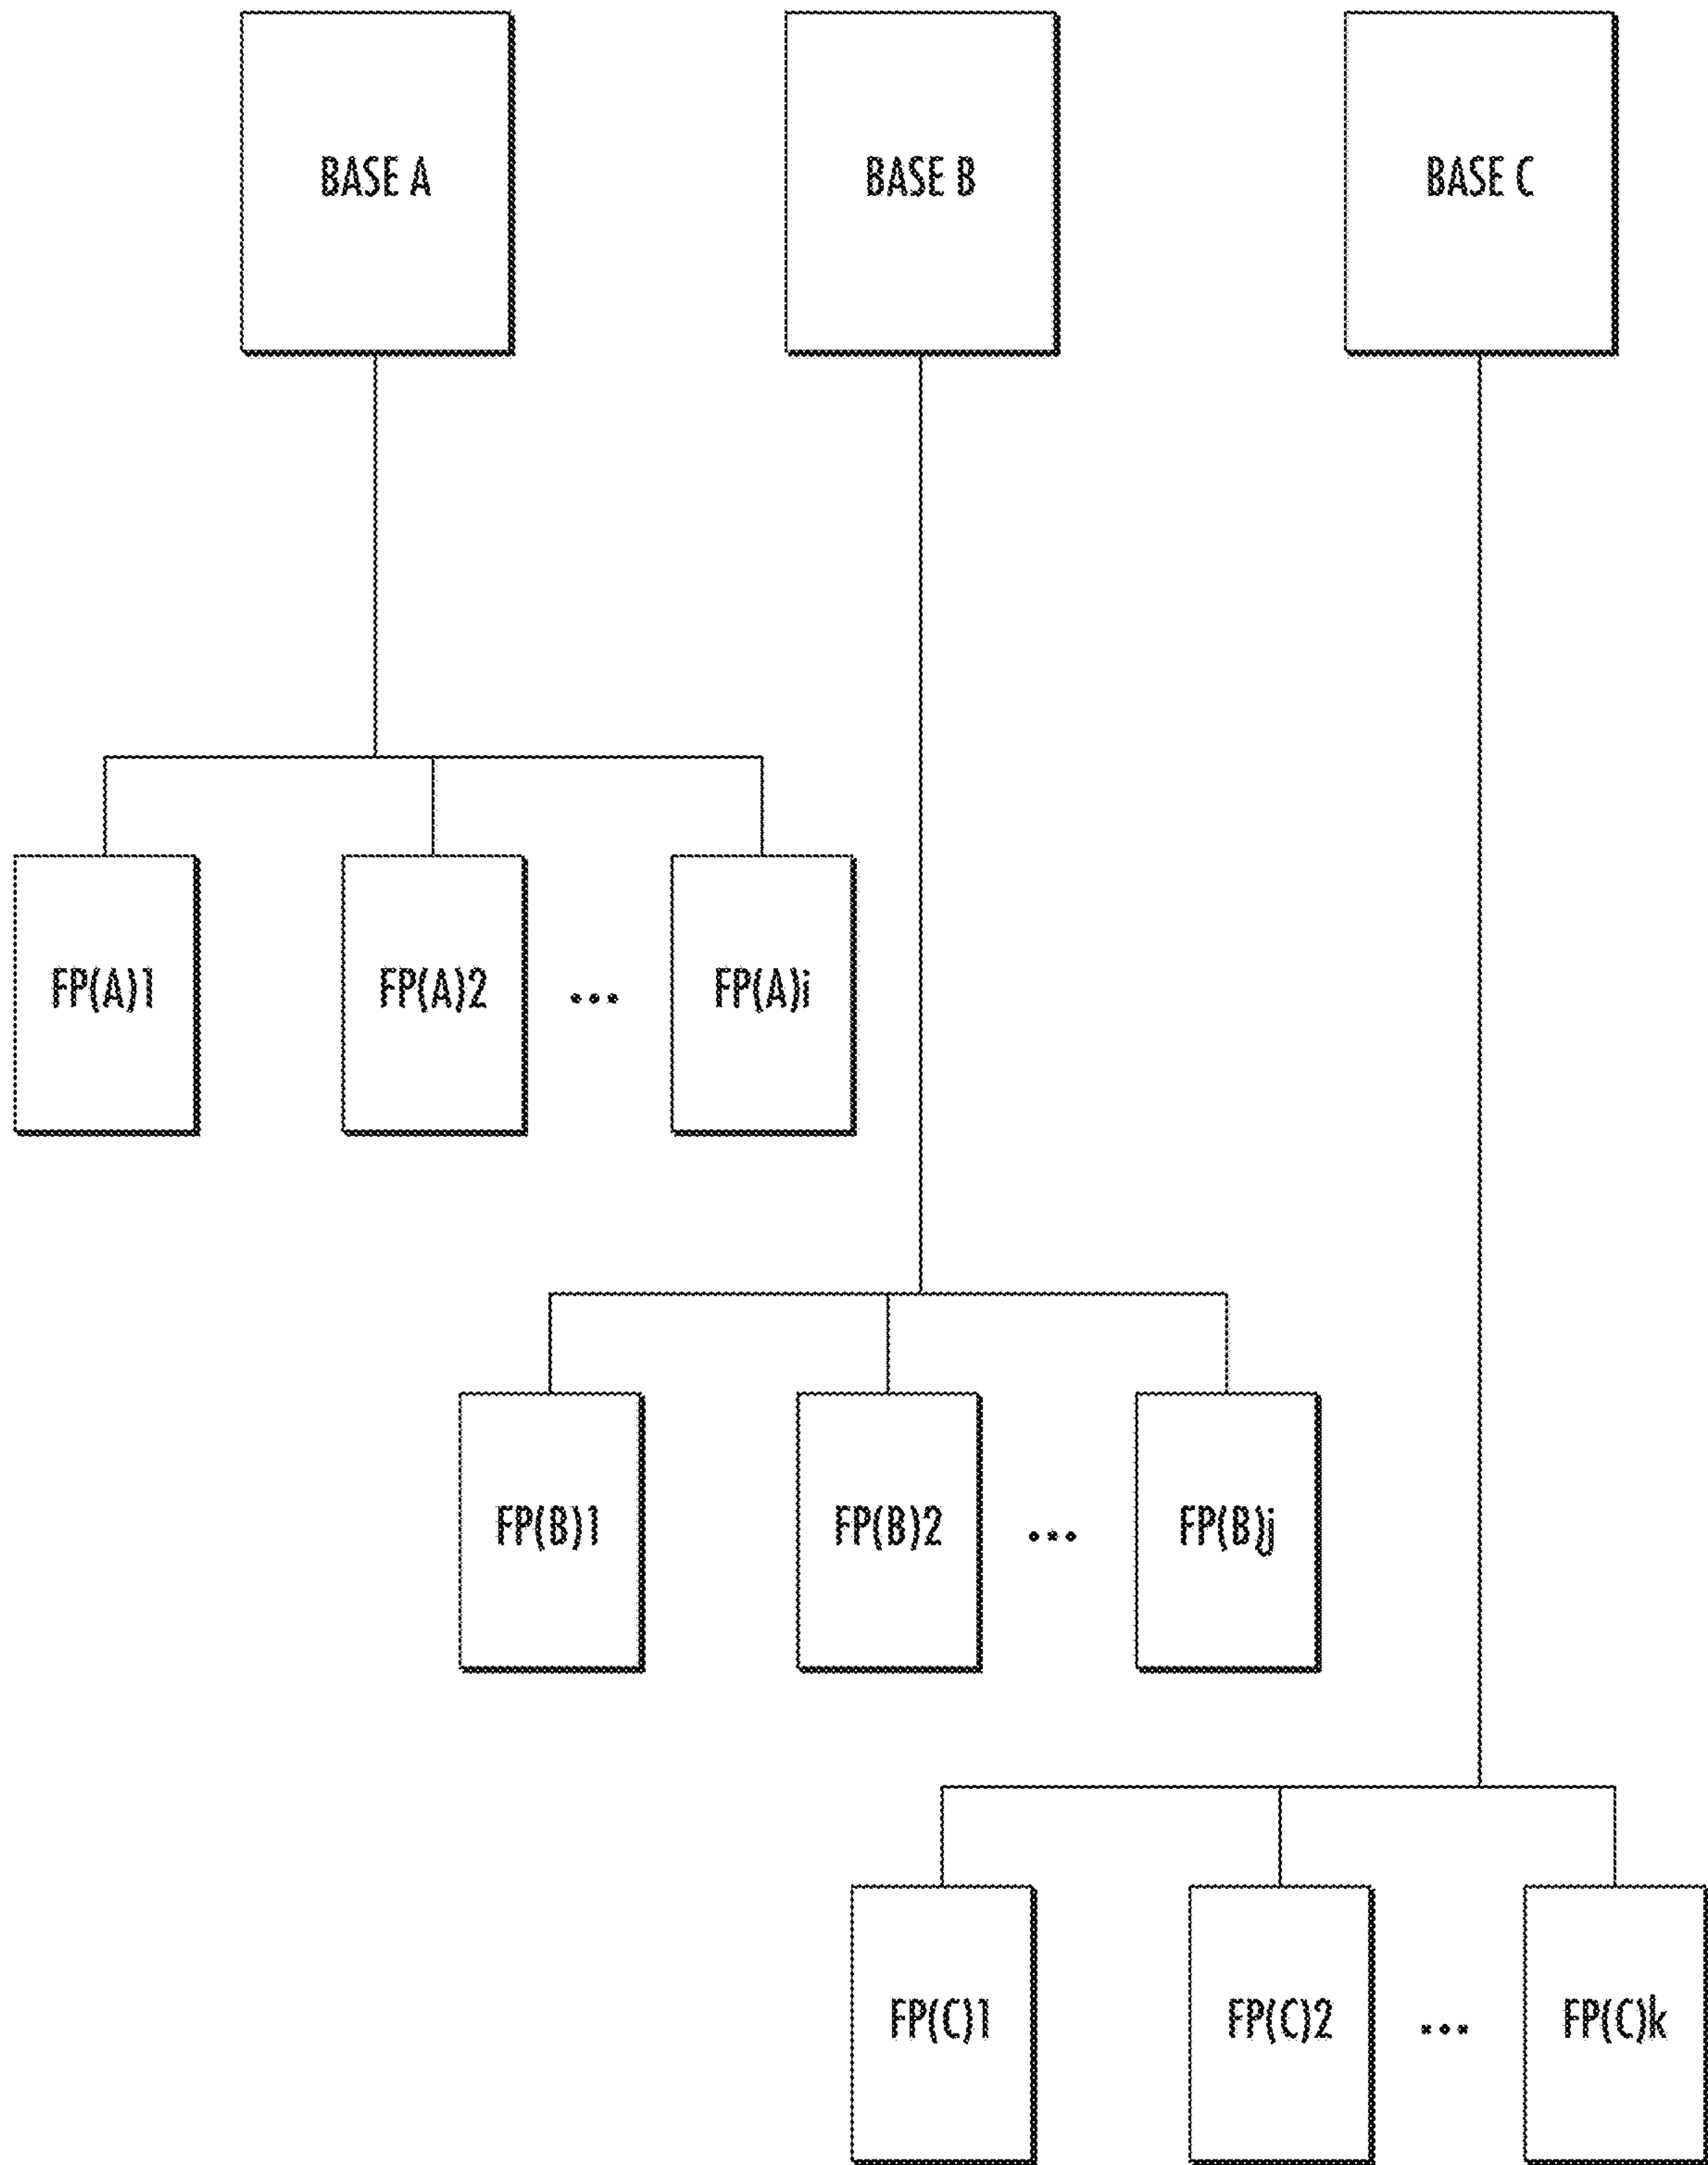 BASE A
BASE B
BASE C
FP(A)1
FP(A)2
...
FP(A)i
FP(B)1
FP(B)2
...
FP(B)j
FP(C)1
FP(C)2
...
FP(C)k